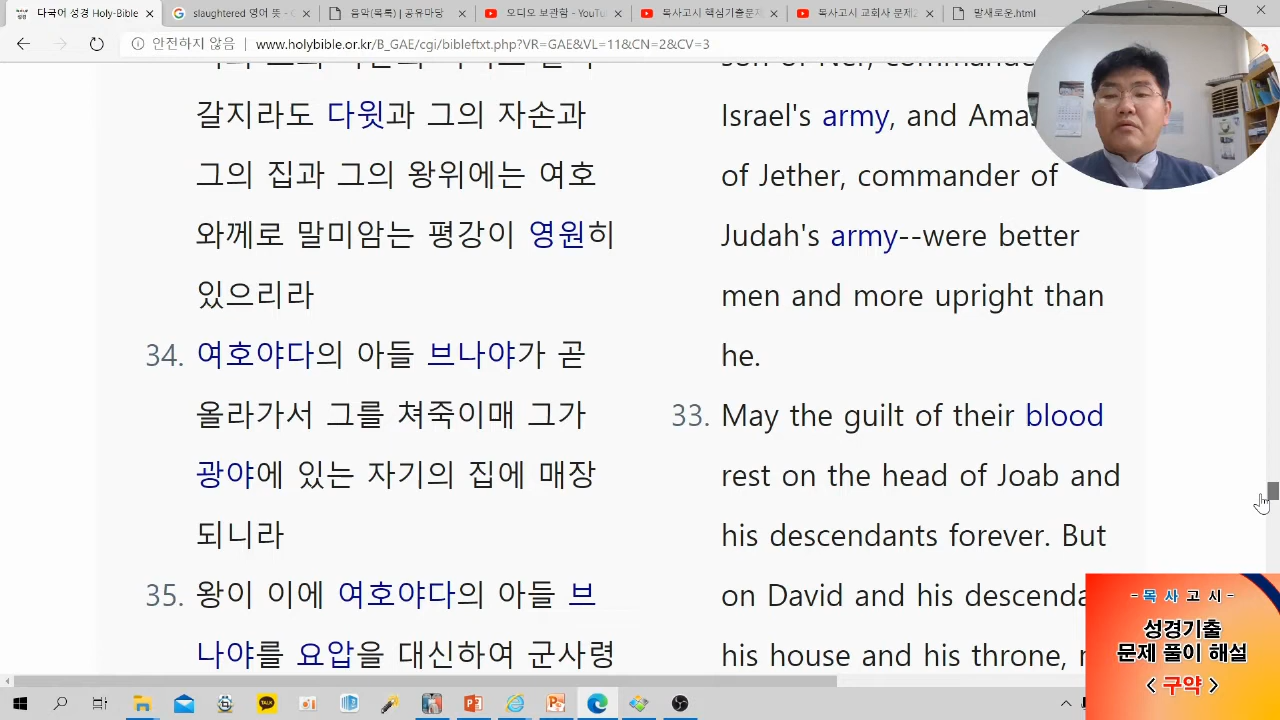 다국어 성경 Holy-Bible
slaughtered 영어 뜻 -
음악(목록) | 공유마당
오디오 보관함 - YouTu
목사고시 핵심기출문
목사고시 교회사 문제2
말새로운.html
안전하지 않음
www.holybible.or.kr/B_GAE/cgi/bibleftxt.php?VR=GAE&VL=11&CN=2&CV=3
갈지라도 다윗과 그의 자손과
그의 집과 그의 왕위에는 여호
와께로 말미암는 평강이 영원히
있으리라
34. 여호야다의 아들 브나야가 곧
올라가서 그를 쳐죽이매 그가
광야에 있는 자기의 집에 매장
되니라
35. 왕이 이에 여호야다의 아들 브
나야를 요압을 대신하여 군사령
son of Ner, commande
Israel's army, and Ama
of Jether, commander of
Judah's army--were better
men and more upright than
he.
33. May the guilt of their blood
rest on the head of Joab and
his descendants forever. But
on David and his descenda
his house and his throne,
- 목 사 고 시 -
성경기출
문제 풀이 해설
< 구약 >
TALK